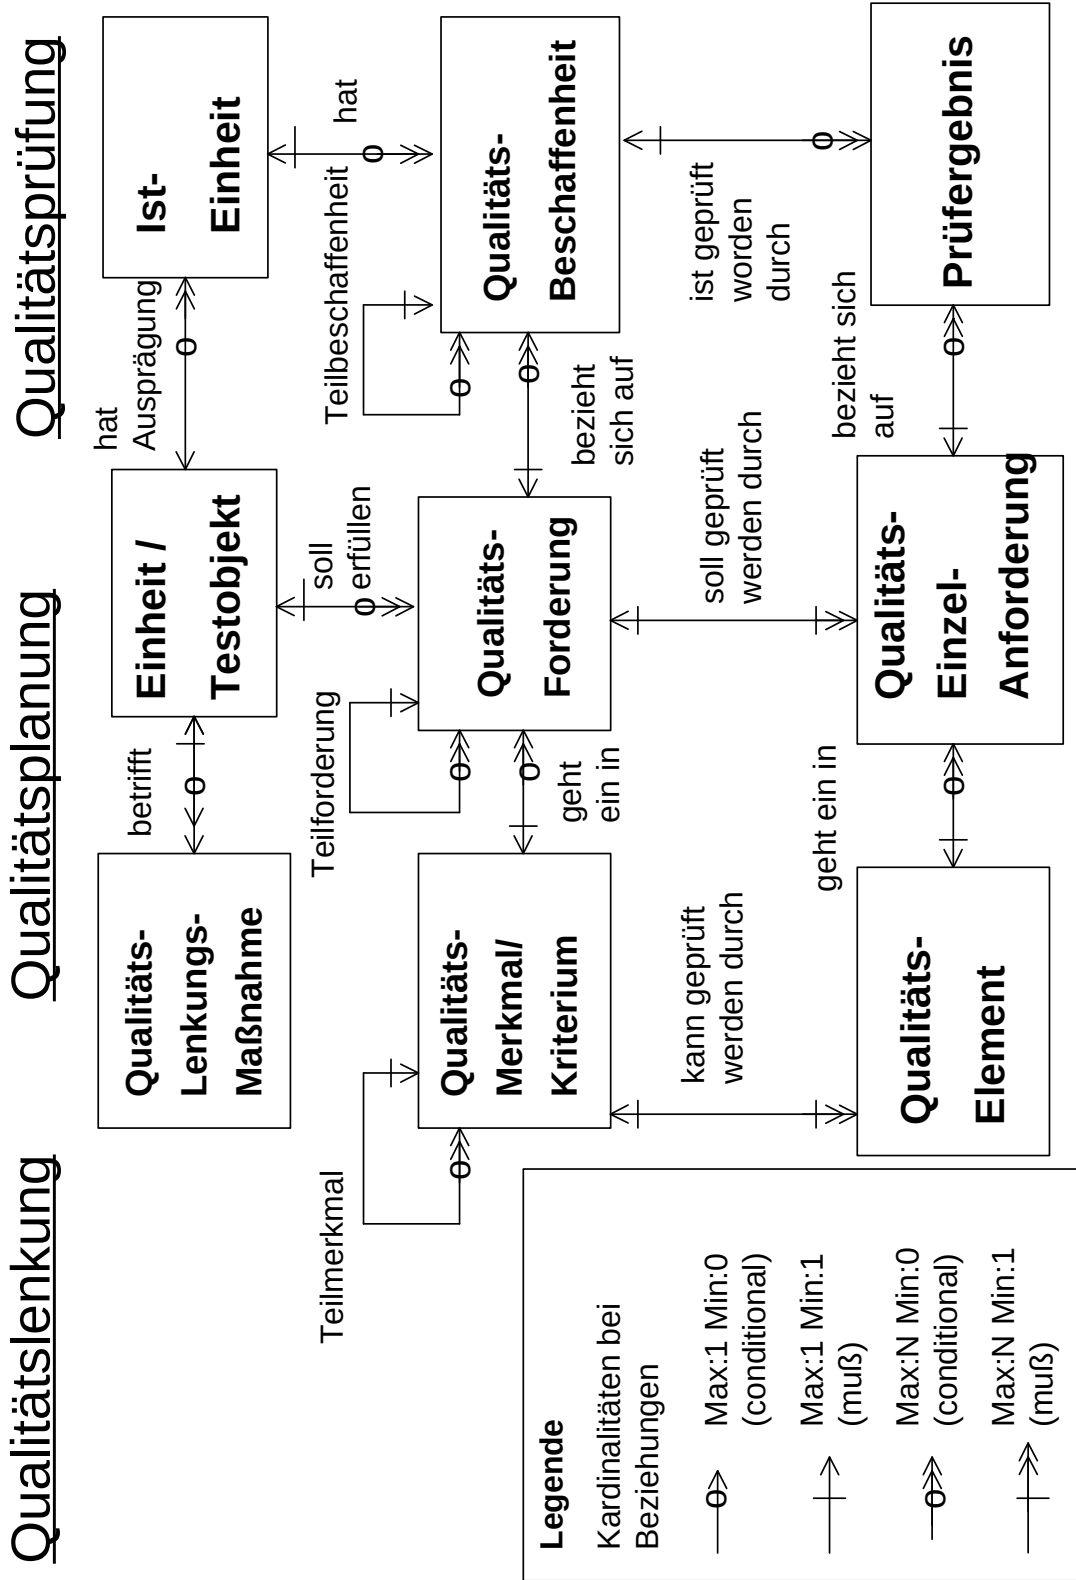 Qualitätslenkung
Qualitätsplanung
Qualitätsprüfung
Qualitäts-
Lenkungs-
Maßnahme
betrifft
Einheit /
Testobjekt
hat
Ausprägung
Ist-
Einheit
soll
erfüllen
hat
Teilmerkmal
Teilforderung
Teilbeschaffenheit
Qualitäts-
Merkmal/
Kriterium
geht
ein in
Qualitäts-
Forderung
bezieht
sich auf
Qualitäts-
Beschaffenheit
kann geprüft
werden durch
soll geprüft
werden durch
ist geprüft
worden
durch
Qualitäts-
Element
geht ein in
Qualitäts-
Einzel-
Anforderung
bezieht sich
auf
Prüfergebnis
Legende
Kardinalitäten bei
Beziehungen
Max:1 Min:0
(conditional)
Max:1 Min:1
(muß)
Max:N Min:0
(conditional)
Max:N Min:1
(muß)